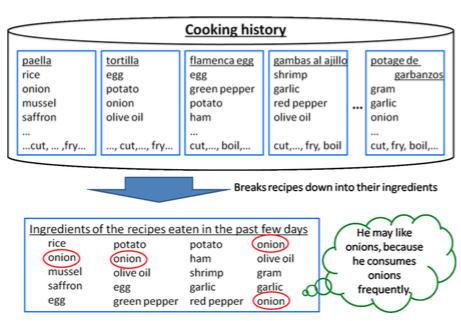 Cooking history
paella
rice
onion
mussel
saffron
...
...cut, ... ,fry...
tortilla
egg
potato
onion
olive oil
..., cut,..., fry...
flamenca egg
egg
green pepper
potato
ham
...
cut,..., boil,...
gambas al ajillo
shrimp
garlic
red pepper
olive oil
cut,..., fry, boil
...
potage de
garbanzos
gram
garlic
onion
...
cut, fry, boil,...
Breaks recipes down into their ingredients
Ingredients of the recipes eaten in the past few days
rice potato potato onion
onion onion ham olive oil
mussel olive oil shrimp gram
saffron egg garlic garlic
egg green pepper red pepper onion
He may like
onions, because
he consumes
onions
frequently.